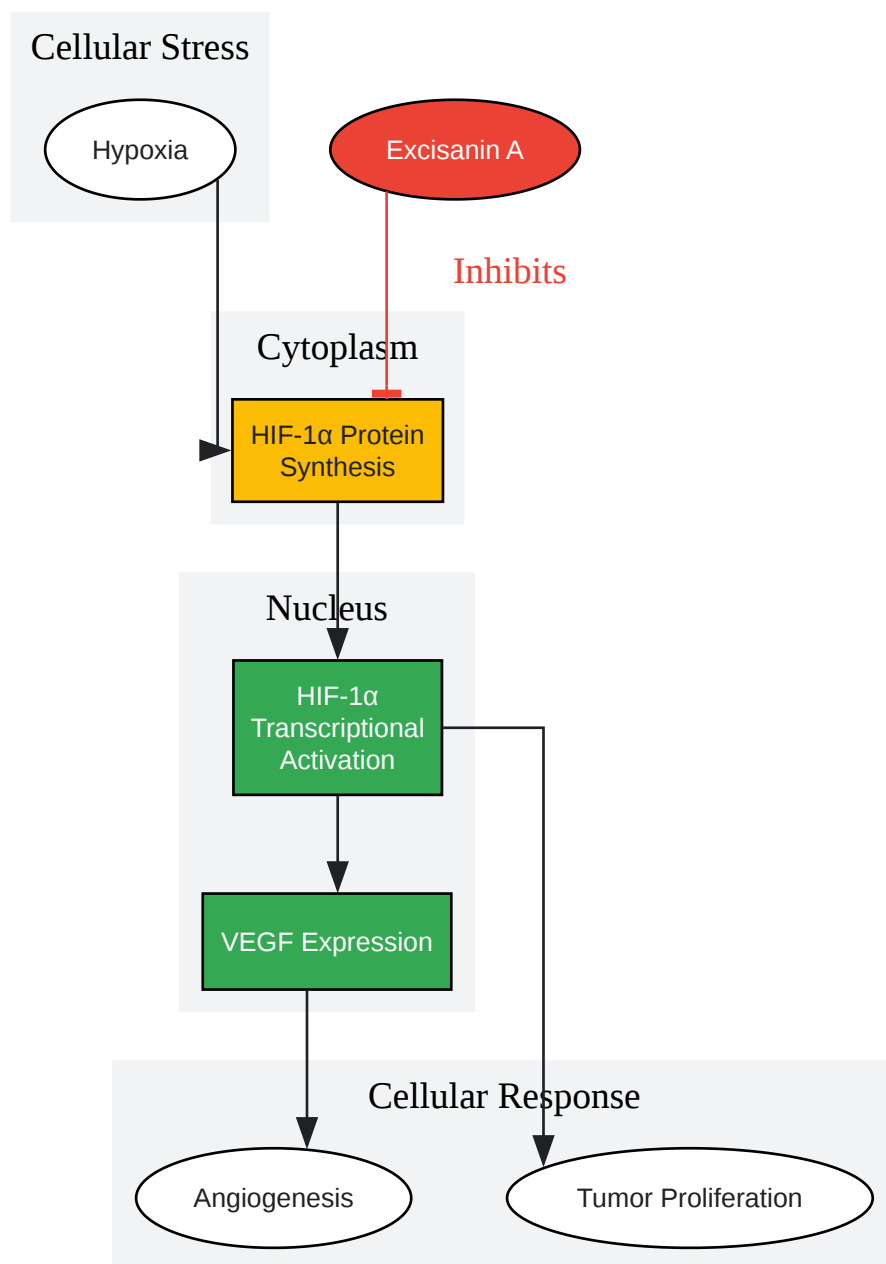 Cellular Stress
Hypoxia
Excisanin A
Inhibits
Cytoplasm
HIF-1α Protein
Synthesis
Nucleus
HIF-1α
Transcriptional
Activation
VEGF Expression
Cellular Response
Angiogenesis
Tumor Proliferation